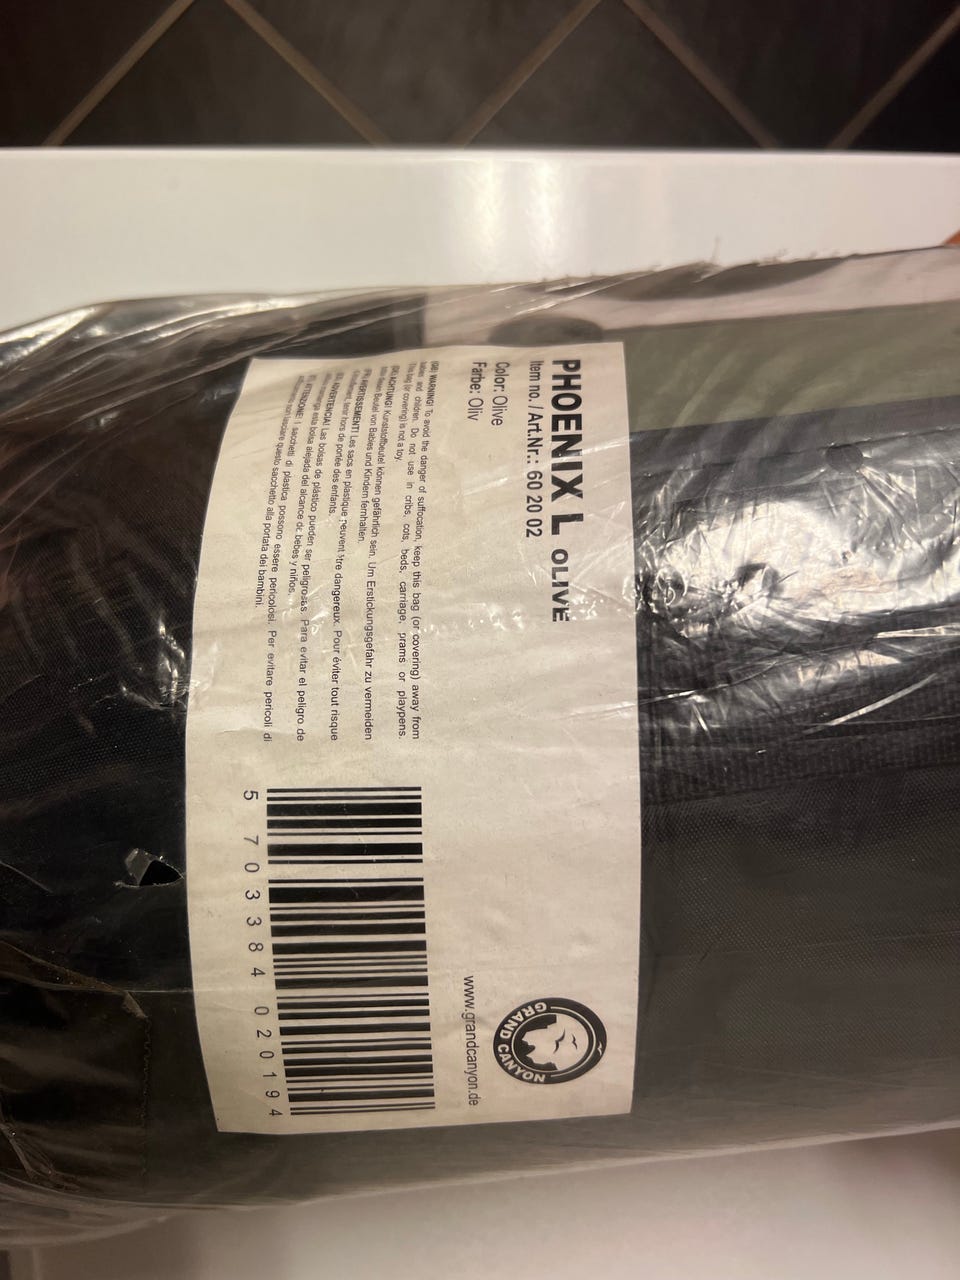 PHOENIX L OLIVE
Item no. / Art.Nr.: 60 20 02
Color: Olive
Farbe: Oliv
(GB) WARNING! To avoid the danger of suffocation, keep this bag (or covering) away from
babies and children. Do not use in cribs, cots, beds, carriage, prams or playpens.
This bag (or covering) is not a toy.
(DE) ACHTUNG! Kunststoffbeutel können gefährlich sein. Um Erstickungsgefahr zu vermeiden
bitte diesen Beutel von Babies und Kindern fernhalten.
(FR) AVERTISSEMENT! Les sacs en plastique peuvent être dangereux. Pour éviter tout risque
d'étouffement, tenir hors de portée des enfants.
ADVERTENCIA! Las bolsas de plástico pueden ser peligrosas. Para evitar el peligro de
mantenga esta bolsa alejada del alcance de bebes y niños.
ATTENZIONE! I sacchetti di plastica possono essere pericolosi. Per evitare pericoli di
non lasciare questo sacchetto alla portata dei bambini.
GRAND CANYON
www.grandcanyon.de
5 703384 020194